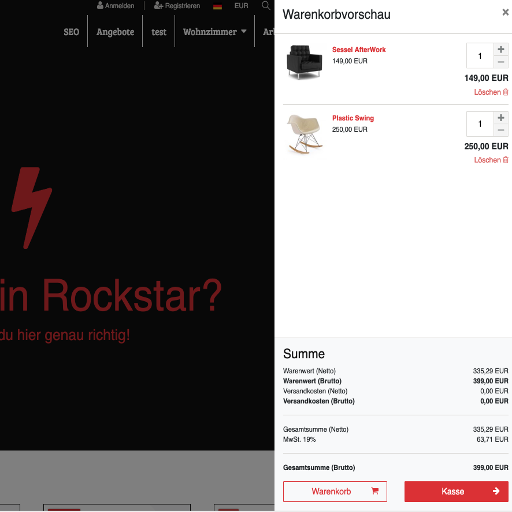 Anmelden
Registrieren
EUR
SEO
Angebote
test
Wohnzimmer
in Rockstar?
du hier genau richtig!
Warenkorbvorschau
×
Sessel AfterWork
149,00 EUR
1
+
−
149,00 EUR
Löschen
Plastic Swing
250,00 EUR
1
+
−
250,00 EUR
Löschen
Summe
Warenwert (Netto) 335,29 EUR
Warenwert (Brutto) 399,00 EUR
Versandkosten (Netto) 0,00 EUR
Versandkosten (Brutto) 0,00 EUR
Gesamtsumme (Netto) 335,29 EUR
MwSt. 19% 63,71 EUR
Gesamtsumme (Brutto) 399,00 EUR
Warenkorb
Kasse